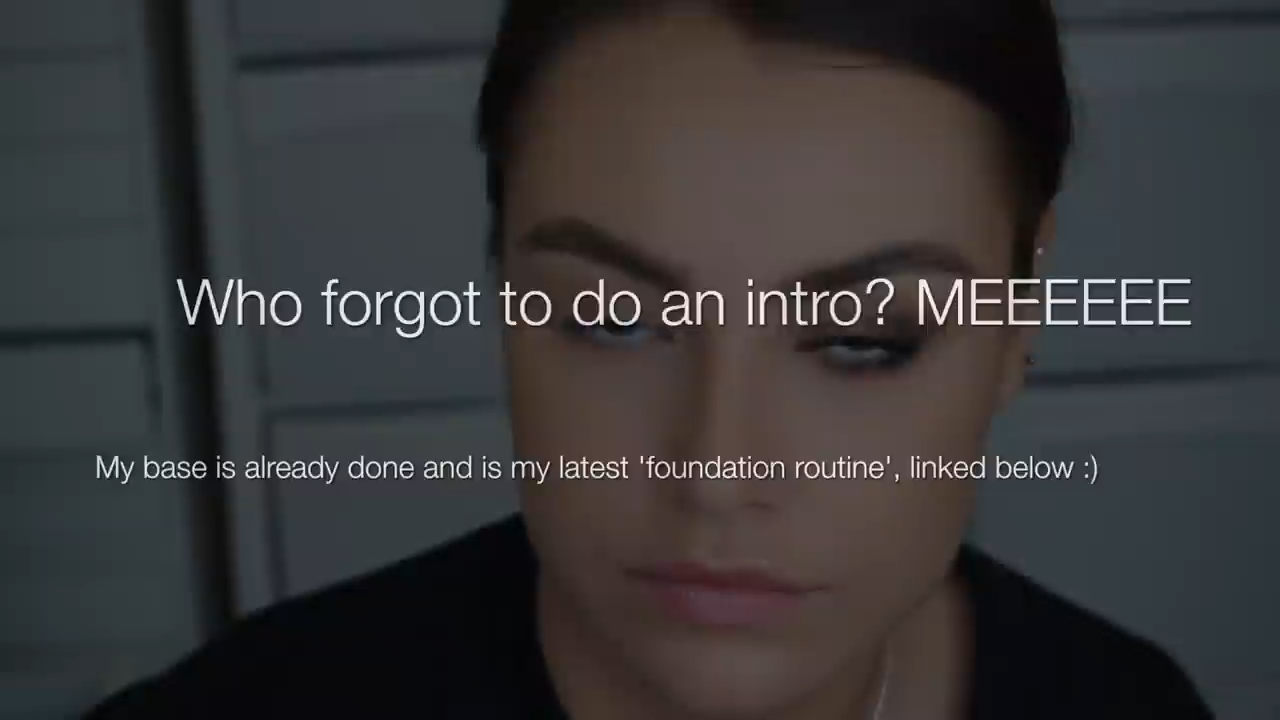 Who forgot to do an intro? MEEEEEE
My base is already done and is my latest 'foundation routine', linked below :)